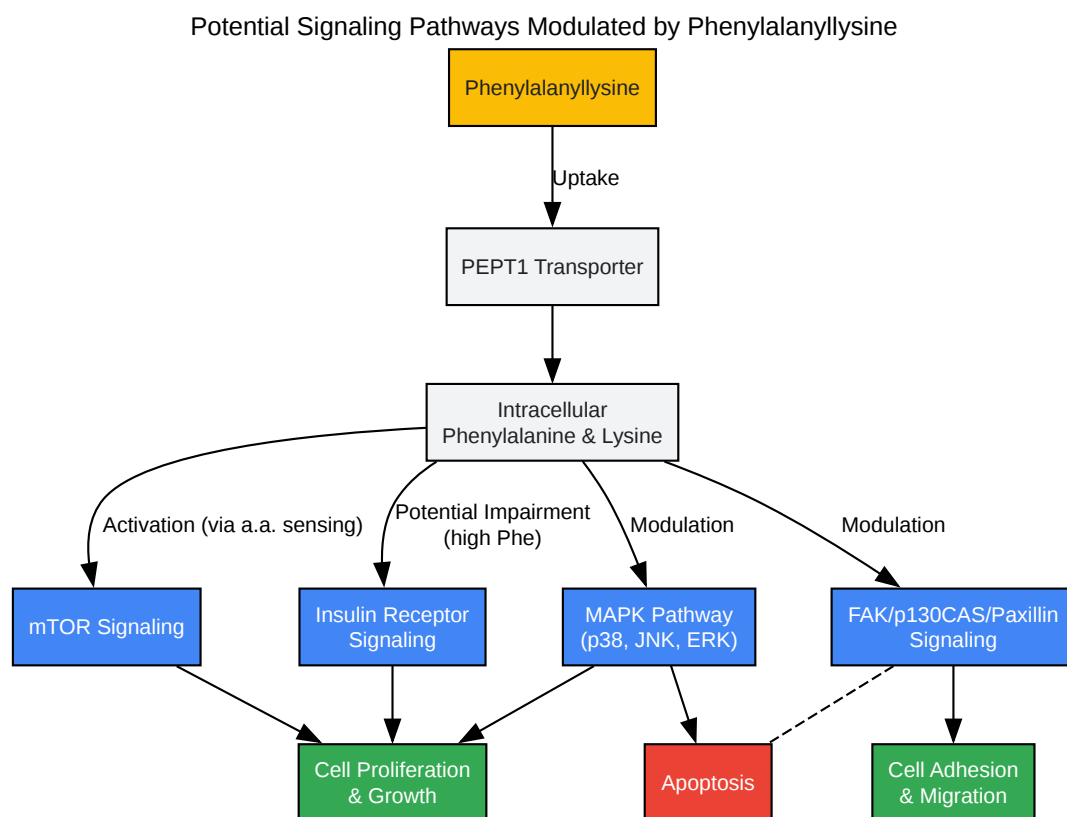 Potential Signaling Pathways Modulated by Phenylalanyllysine
Phenylalanyllysine
Uptake
PEPT1 Transporter
Intracellular
Phenylalanine & Lysine
Activation (via a.a. sensing)
Potential Impairment
(high Phe)
Modulation
Modulation
mTOR Signaling
Insulin Receptor
Signaling
MAPK Pathway
(p38, JNK, ERK)
FAK/p130CAS/Paxillin
Signaling
Cell Proliferation
& Growth
Apoptosis
Cell Adhesion
& Migration